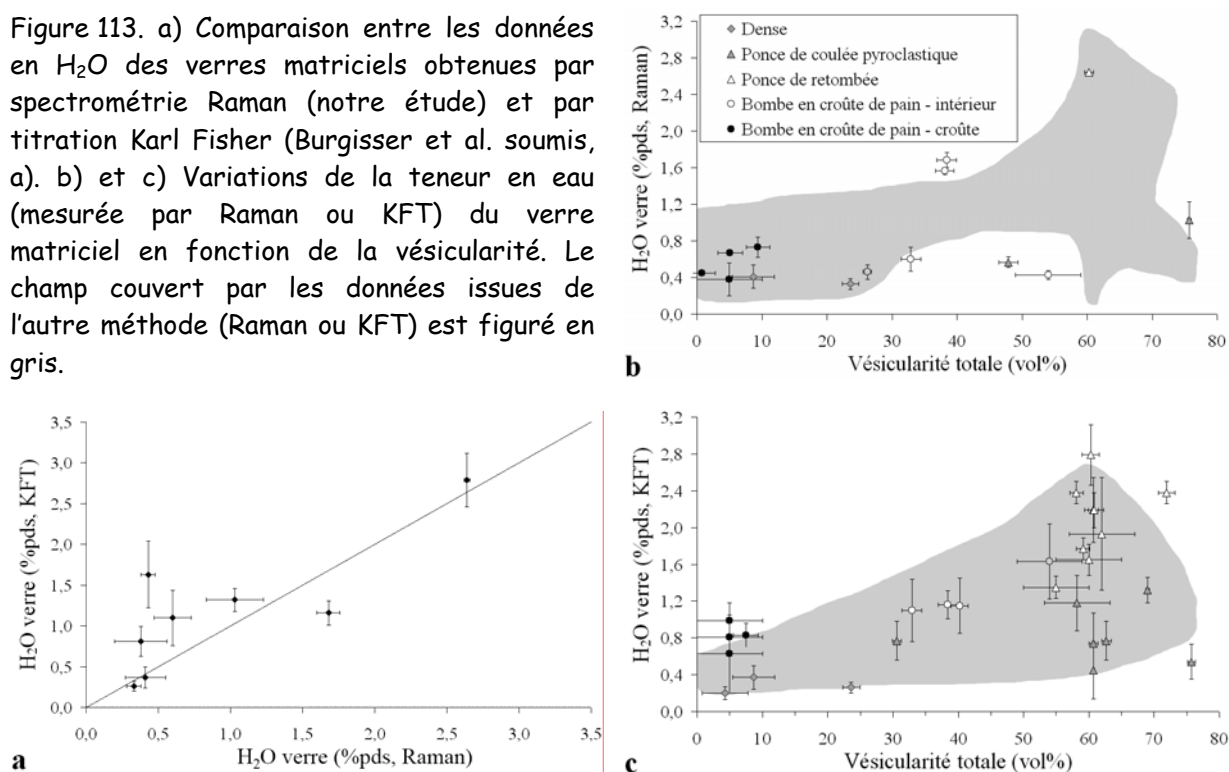 Figure 113. a) Comparaison entre les données
en H₂O des verres matriciels obtenues par
spectrométrie Raman (notre étude) et par
titration Karl Fisher (Burgisser et al. soumis,
a). b) et c) Variations de la teneur en eau
(mesurée par Raman ou KFT) du verre
matriciel en fonction de la vésicularité. Le
champ couvert par les données issues de
l'autre méthode (Raman ou KFT) est figuré en
gris.
H₂O verre (%pds, Raman)
3,2
2,8
2,4
2,0
1,6
1,2
0,8
0,4
0,0
Dense
Ponce de coulée pyroclastique
Ponce de retombée
Bombe en croûte de pain - intérieur
Bombe en croûte de pain - croûte
0 10 20 30 40 50 60 70 80
Vésicularité totale (vol%)
b
H₂O verre (%pds, KFT)
3,5
3,0
2,5
2,0
1,5
1,0
0,5
0,0
0,0 0,5 1,0 1,5 2,0 2,5 3,0 3,5
H₂O verre (%pds, Raman)
a
H₂O verre (%pds, KFT)
3,2
2,8
2,4
2,0
1,6
1,2
0,8
0,4
0,0
0 10 20 30 40 50 60 70 80
Vésicularité totale (vol%)
c